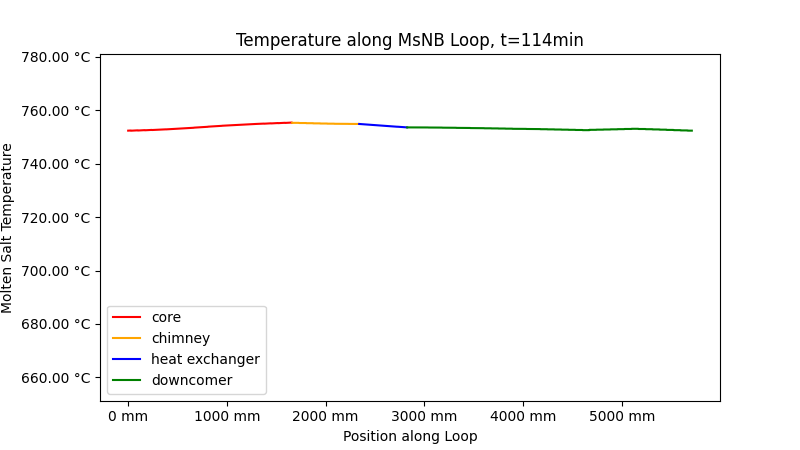 Temperature along MsNB Loop, t=114min
780.00 °C
760.00 °C
740.00 °C
720.00 °C
700.00 °C
680.00 °C
660.00 °C
Molten Salt Temperature
core
chimney
heat exchanger
downcomer
0 mm
1000 mm
2000 mm
3000 mm
4000 mm
5000 mm
Position along Loop